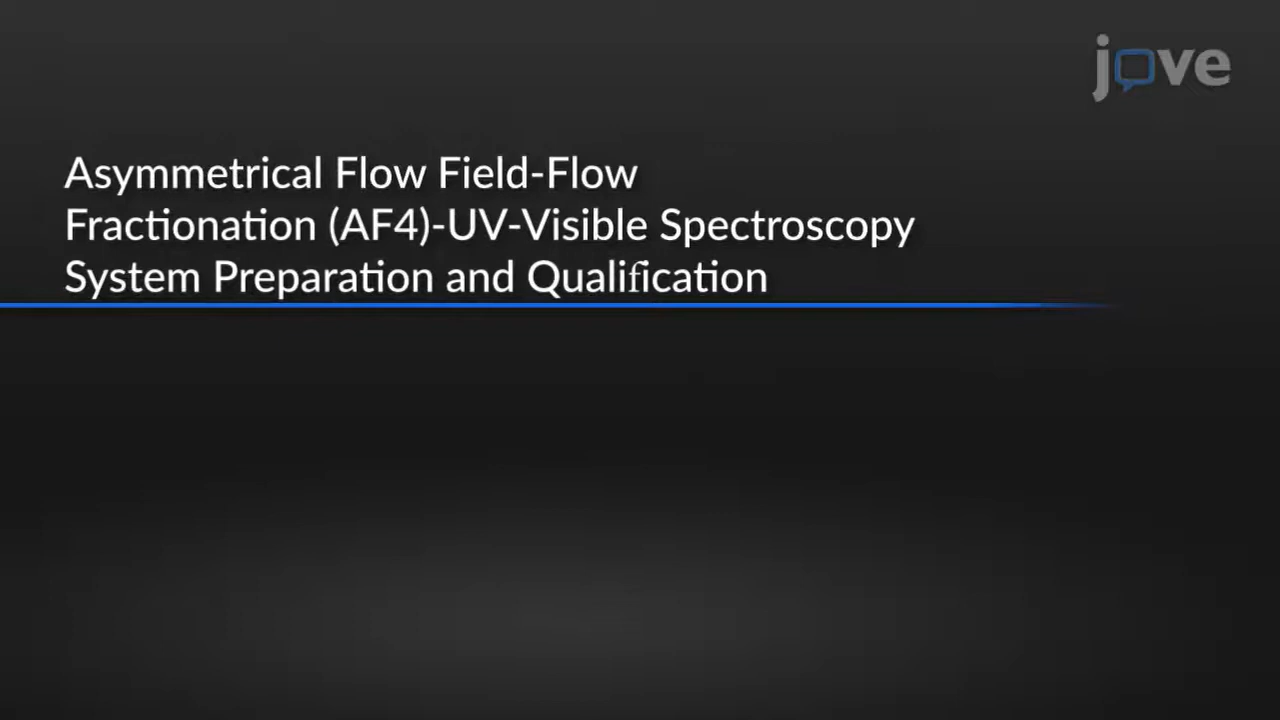 jove
Asymmetrical Flow Field-Flow
Fractionation (AF4)-UV-Visible Spectroscopy
System Preparation and Qualification